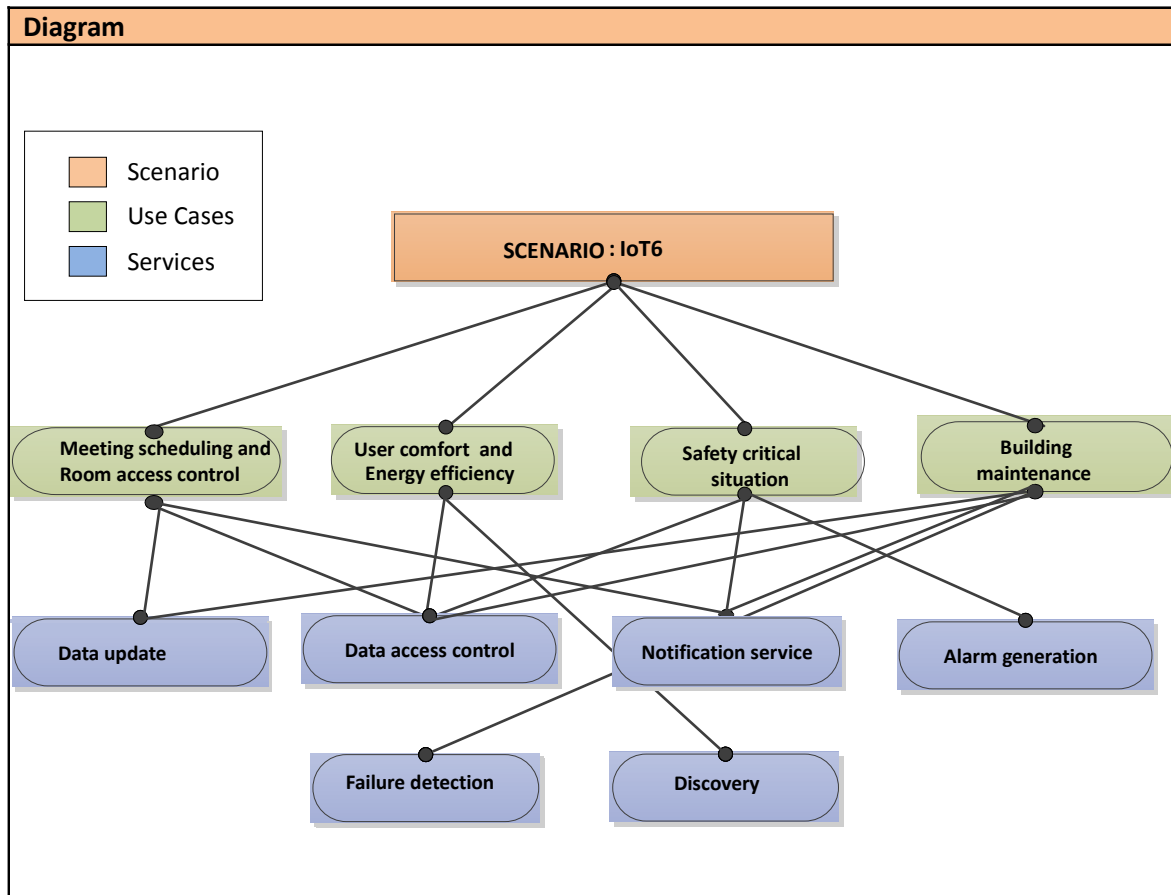 Diagram
Scenario
Use Cases
Services
SCENARIO : IoT6
Meeting scheduling and
Room access control
User comfort and
Energy efficiency
Safety critical
situation
Building
maintenance
Data update
Data access control
Notification service
Alarm generation
Failure detection
Discovery